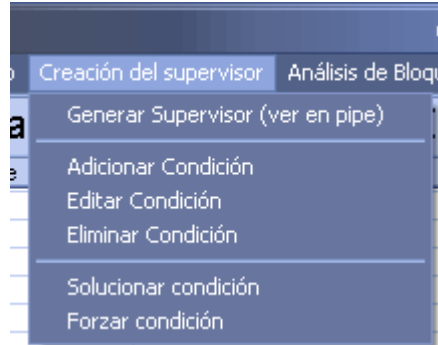 Creación del supervisor Análisis de Bloqu
Generar Supervisor (ver en pipe)
Adicionar Condición
Editar Condición
Eliminar Condición
Solucionar condición
Forzar condición